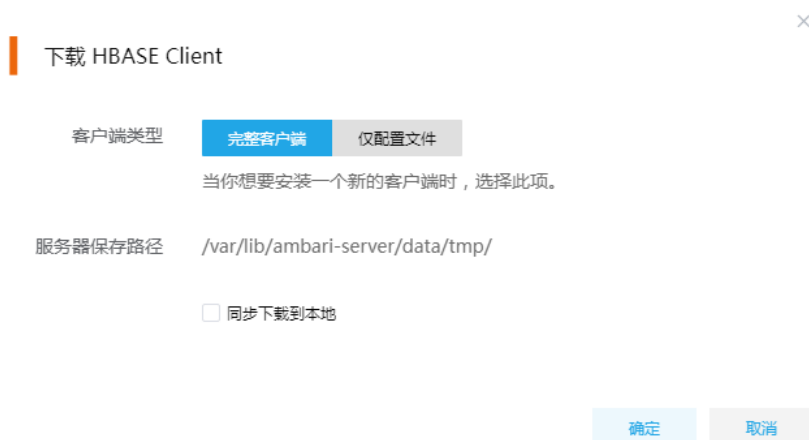 下载 HBASE Client
客户端类型 完整客户端 仅配置文件
当你想要安装一个新的客户端时，选择此项。
服务器保存路径 /var/lib/ambari-server/data/tmp/
同步下载到本地
确定 取消